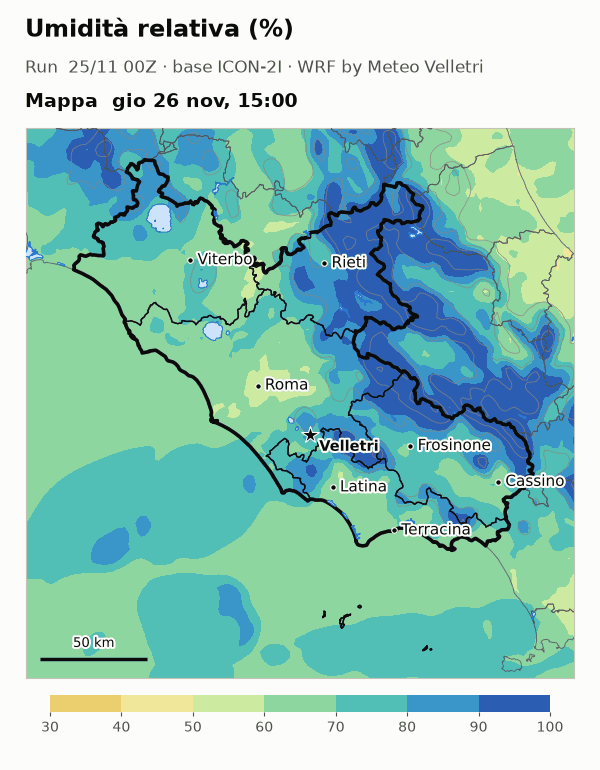 Umidità relativa (%)
Run  25/11 00Z · base ICON-2I · WRF by Meteo Velletri
Mappa  gio 26 nov, 15:00
Viterbo
Rieti
Roma
Velletri
Frosinone
Latina
Cassino
Terracina
50 km
30 40 50 60 70 80 90 100